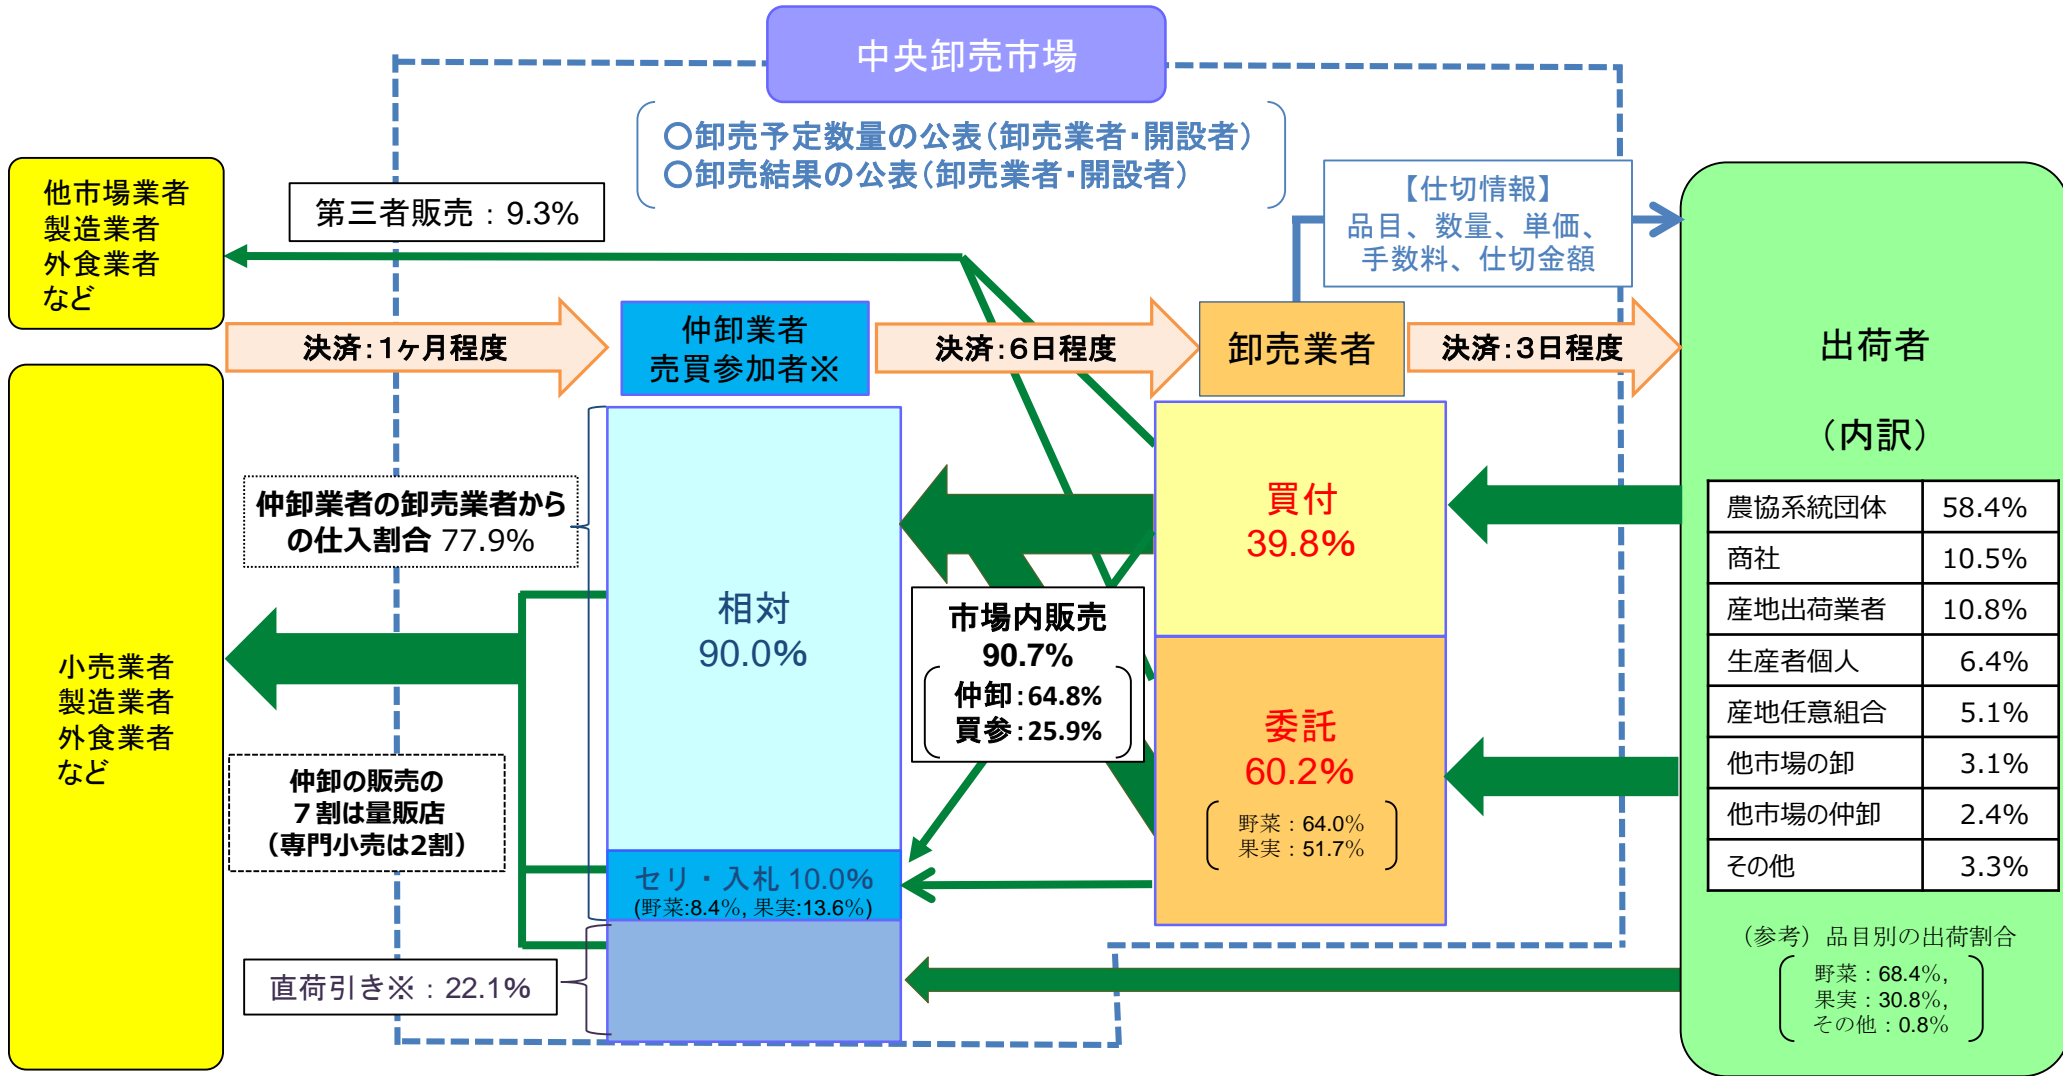 中央卸売市場
〇卸売予定数量の公表(卸売業者・開設者)
〇卸売結果の公表(卸売業者・開設者)
他市場業者
製造業者
外食業者
など
第三者販売：9.3%
【仕切情報】
品目、数量、単価、
手数料、仕切金額
決済：1ヶ月程度
仲卸業者
売買参加者※
決済：6日程度
卸売業者
決済：3日程度
出荷者
（内訳）
農協系統団体 58.4%
商社 10.5%
産地出荷業者 10.8%
生産者個人 6.4%
産地任意組合 5.1%
他市場の卸 3.1%
他市場の仲卸 2.4%
その他 3.3%
（参考）品目別の出荷割合
野菜：68.4%,
果実：30.8%,
その他：0.8%
仲卸業者の卸売業者から
の仕入割合 77.9%
相対
90.0%
買付
39.8%
市場内販売
90.7%
仲卸：64.8%
買参：25.9%
委託
60.2%
野菜：64.0%
果実：51.7%
小売業者
製造業者
外食業者
など
仲卸の販売の
７割は量販店
（専門小売は2割）
セリ・入札 10.0%
(野菜:8.4%, 果実:13.6%)
直荷引き※：22.1%